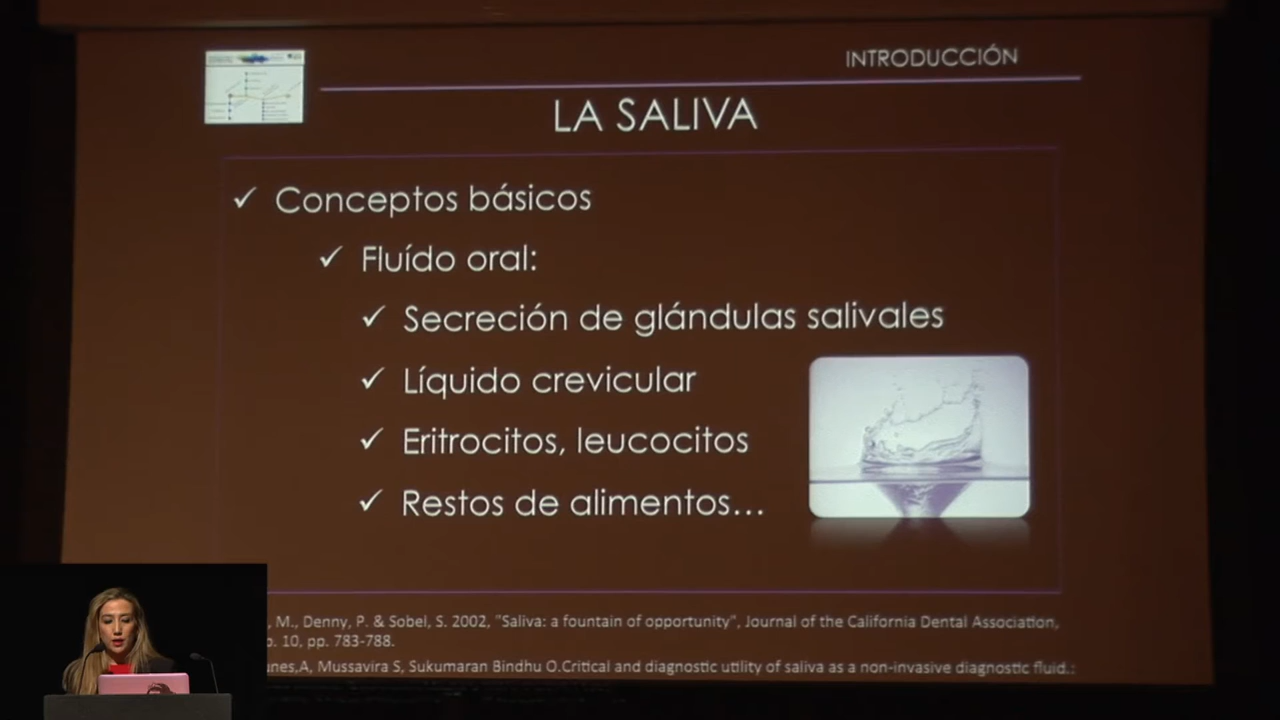 INTRODUCCIÓN
LA SALIVA
✓ Conceptos básicos
✓ Fluído oral:
✓ Secreción de glándulas salivales
✓ Líquido crevicular
✓ Eritrocitos, leucocitos
✓ Restos de alimentos...
M., Denny, P. & Sobel, S. 2002, "Saliva: a fountain of opportunity", Journal of the California Dental Association,
10, pp. 783-788.
Mussavira S, Sukumaran Bindhu O.Critical and diagnostic utility of saliva as a non-invasive diagnostic fluid.: